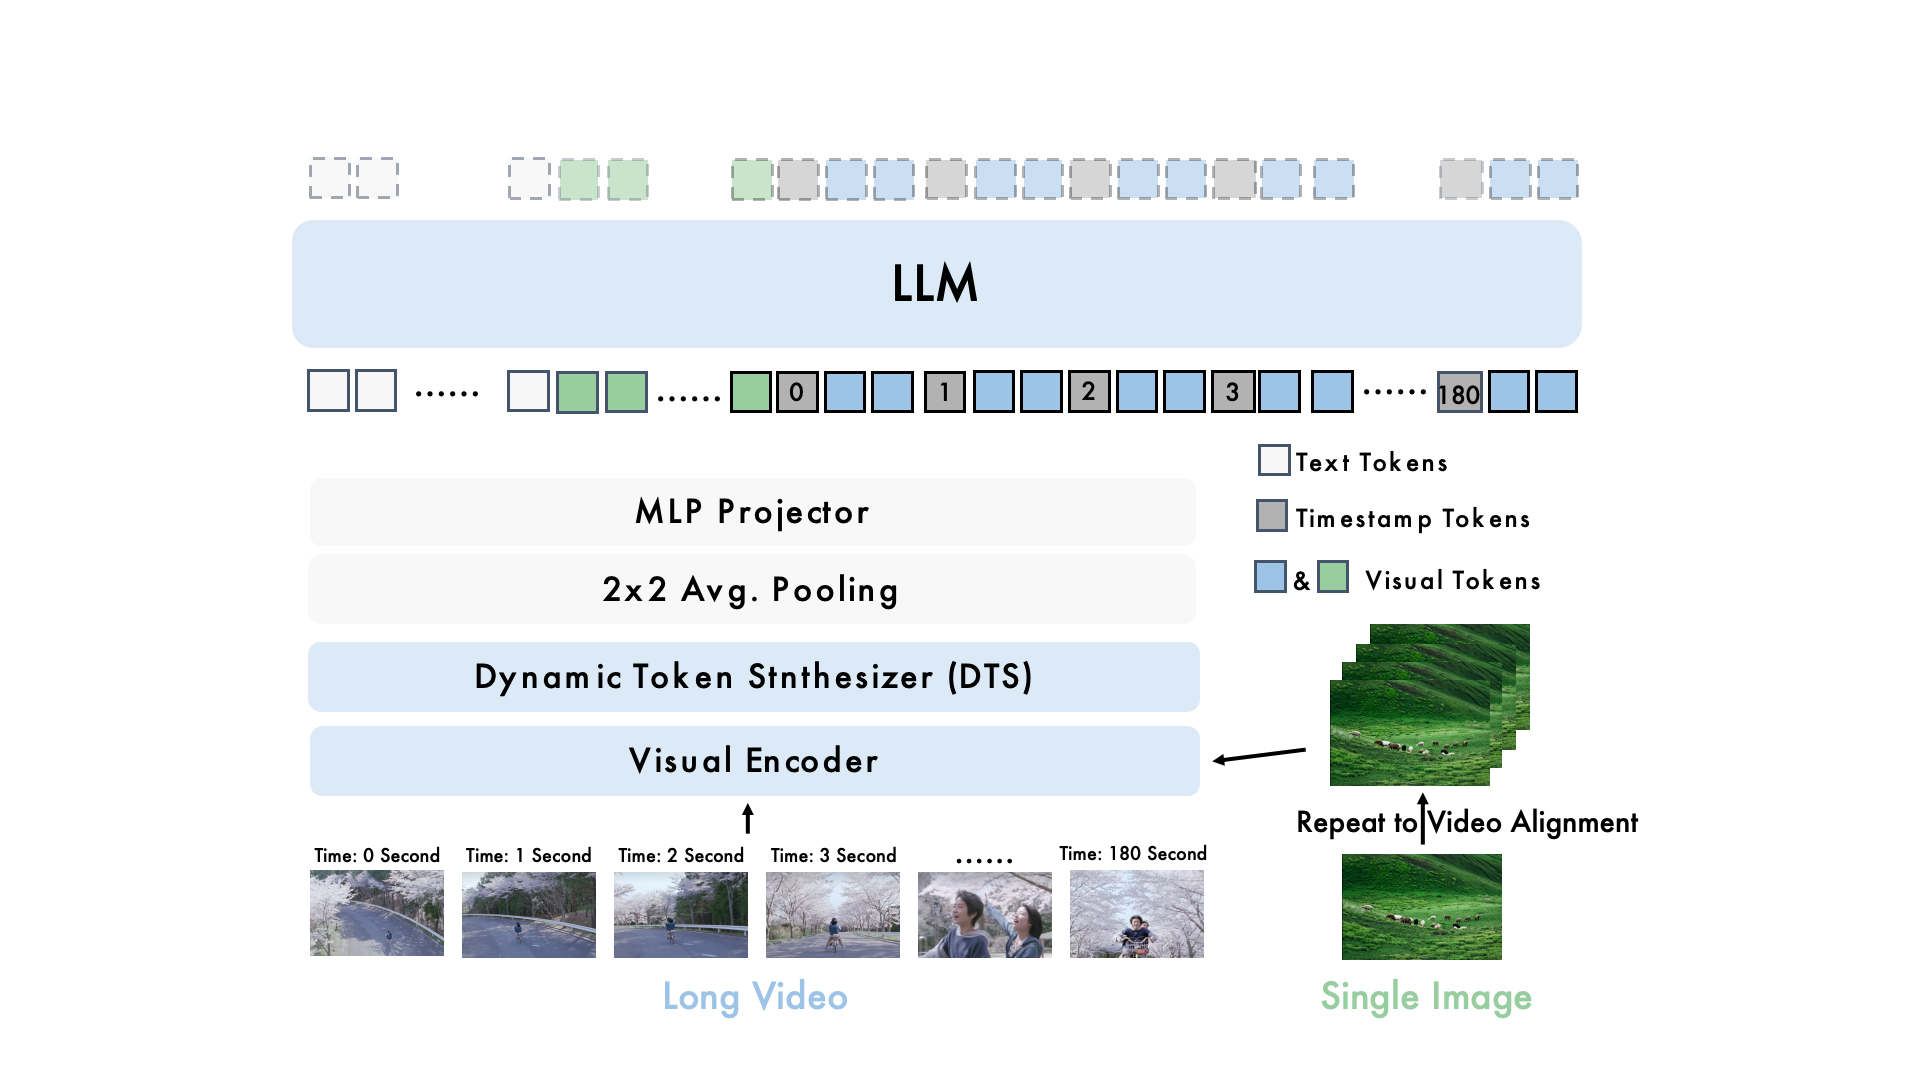 LLM
...... ...... 0 1 2 3 ...... 180
Text Tokens
MLP Projector
Timestamp Tokens
2x2 Avg. Pooling
& Visual Tokens
Dynamic Token Stnthesizer (DTS)
Visual Encoder
Repeat to Video Alignment
Time: 0 Second Time: 1 Second Time: 2 Second Time: 3 Second ...... Time: 180 Second
Long Video
Single Image